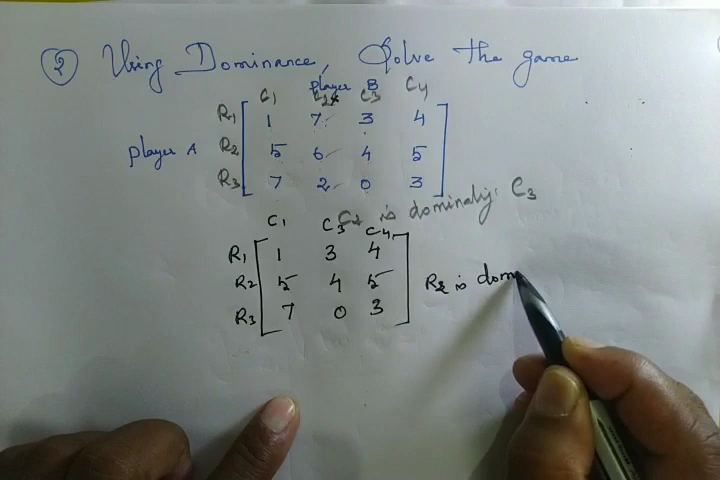 ② Using Dominance, Solve the game
player B
C1 C2 C3 C4
R1 1 7 3 4
player A R2 5 6 4 5
R3 7 2 0 3
C2 is dominatig C3
C1 C3 C4
R1 1 3 4
R2 5 4 5 R2 is dom
R3 7 0 3